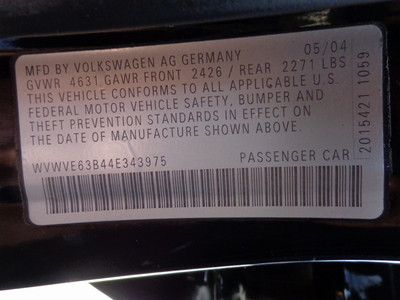 MFD BY VOLKSWAGEN AG GERMANY 05/04
GVWR 4631 GAWR FRONT 2426 / REAR 2271 LBS
THIS VEHICLE CONFORMS TO ALL APPLICABLE U.S.
FEDERAL MOTOR VEHICLE SAFETY, BUMPER AND
THEFT PREVENTION STANDARDS IN EFFECT ON
THE DATE OF MANUFACTURE SHOWN ABOVE.
WVWVE63B44E343975 PASSENGER CAR
2015421 1059